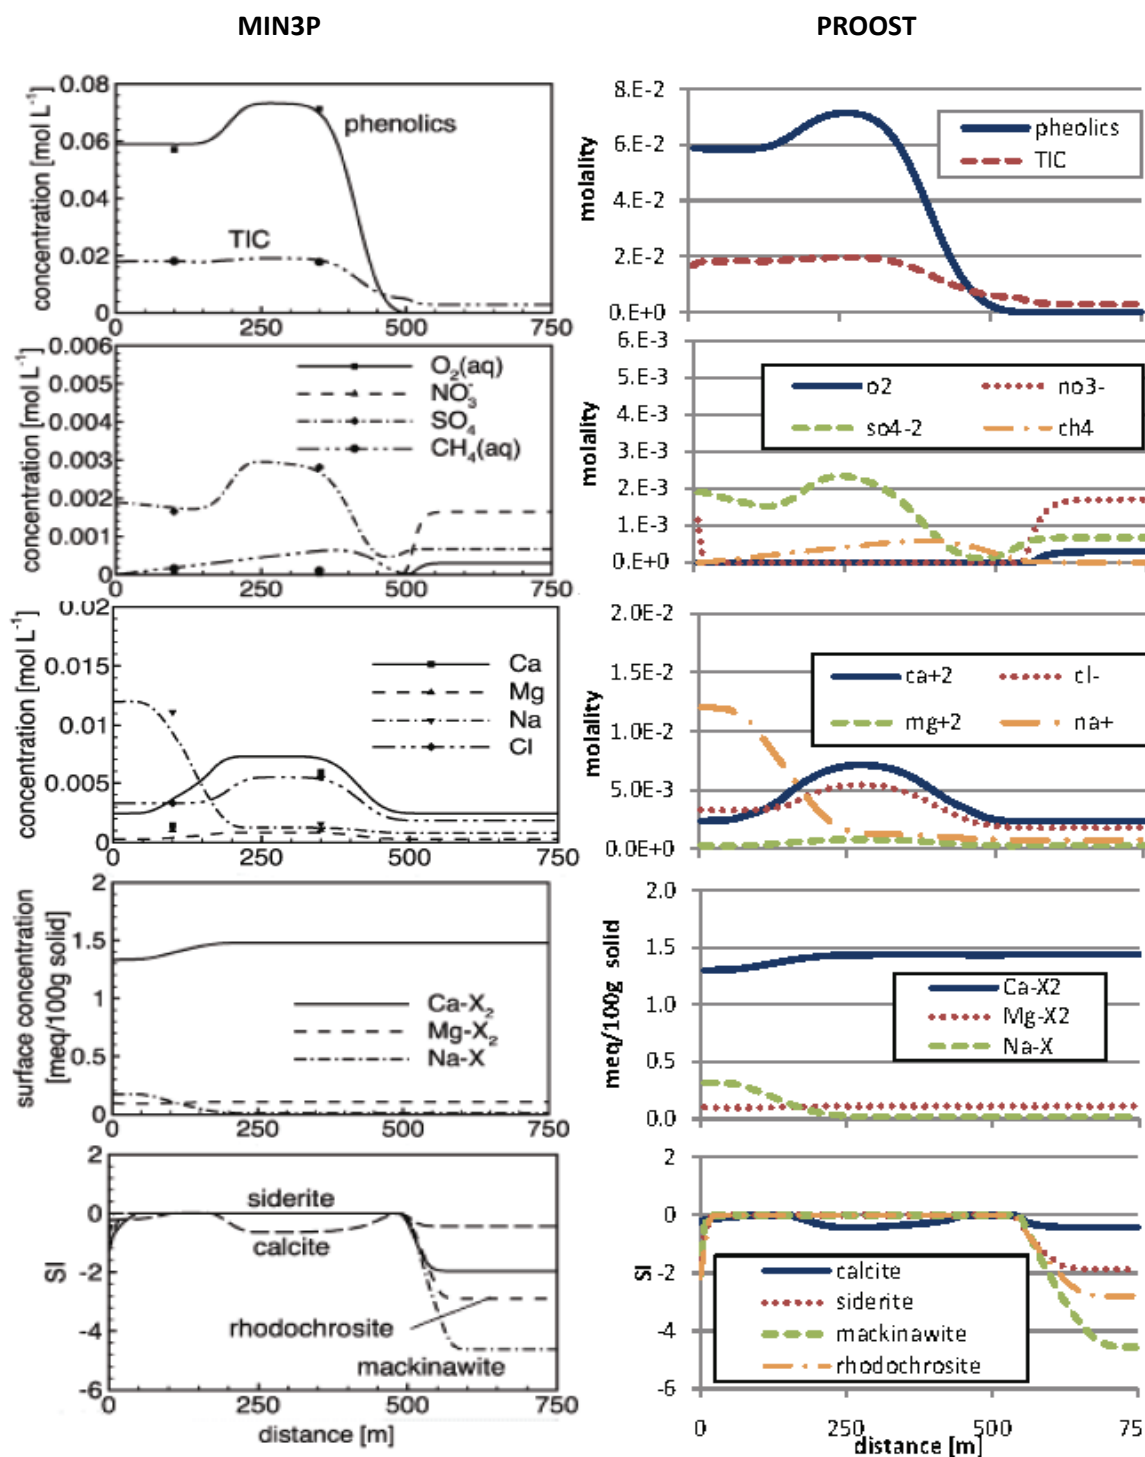 MIN3P PROOST
concentration [mol L-1]
0.08
0.06
0.04
0.02
0
phenolics
TIC
0 250 500 750
molality
8.E-2
6.E-2
4.E-2
2.E-2
0.E+0
pheolics
TIC
concentration [mol L-1]
0.006
0.005
0.004
0.003
0.002
0.001
0
O2(aq)
NO3-
SO4
CH4(aq)
0 250 500 750
molality
6.E-3
5.E-3
4.E-3
3.E-3
2.E-3
1.E-3
0.E+0
o2 no3-
so4-2 ch4
concentration [mol L-1]
0.02
0.015
0.01
0.005
0
Ca
Mg
Na
Cl
0 250 500 750
molality
2.0E-2
1.5E-2
1.0E-2
5.0E-3
0.0E+0
ca+2 cl-
mg+2 na+
surface concentration
[meq/100g solid]
2
1.5
1
0.5
0
Ca-X2
Mg-X2
Na-X
0 250 500 750
meq/100g solid
2.0
1.5
1.0
0.5
0.0
Ca-X2
Mg-X2
Na-X
SI
2
0
-2
-4
-6
siderite
calcite
rhodochrosite
mackinawite
0 250 500 750
distance [m]
SI
2
0
-2
-4
-6
calcite
siderite
mackinawite
rhodochrosite
0 250 500 75
distance [m]